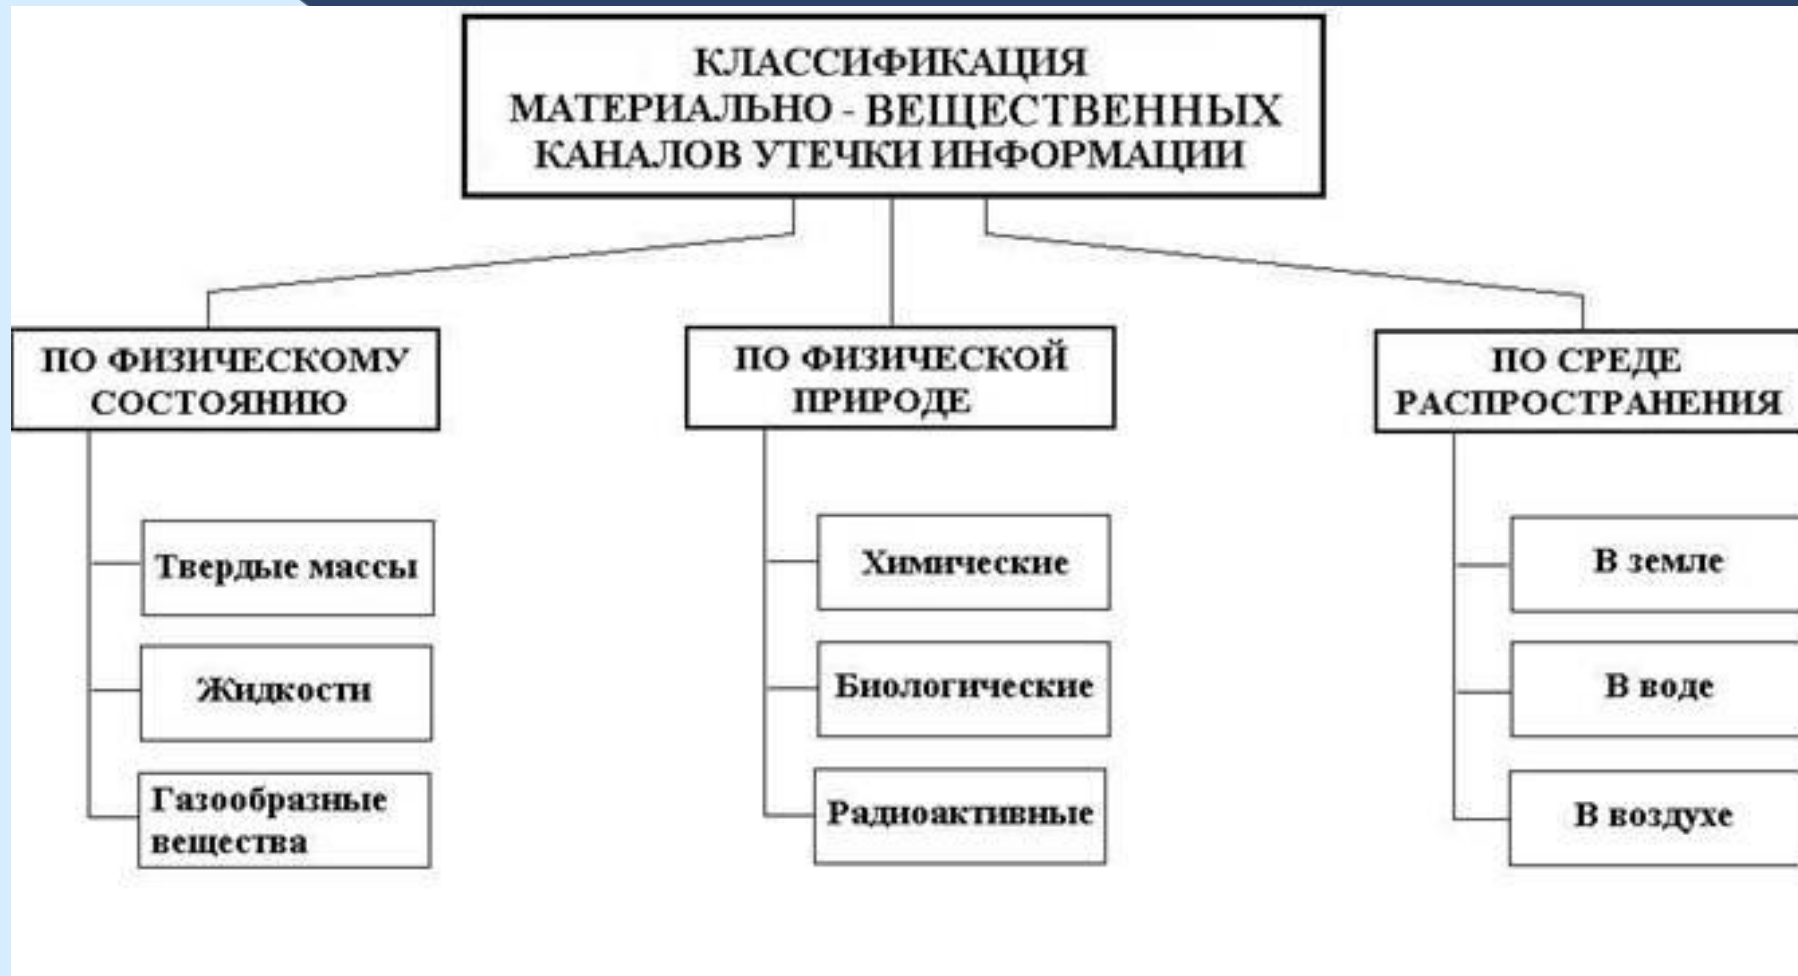 КЛАССИФИКАЦИЯ
МАТЕРИАЛЬНО - ВЕЩЕСТВЕННЫХ
КАНАЛОВ УТЕЧКИ ИНФОРМАЦИИ
ПО ФИЗИЧЕСКОМУ
СОСТОЯНИЮ
Твердые массы
Жидкости
Газообразные
вещества
ПО ФИЗИЧЕСКОЙ
ПРИРОДЕ
Химические
Биологические
Радиоактивные
ПО СРЕДЕ
РАСПРОСТРАНЕНИЯ
В земле
В воде
В воздухе